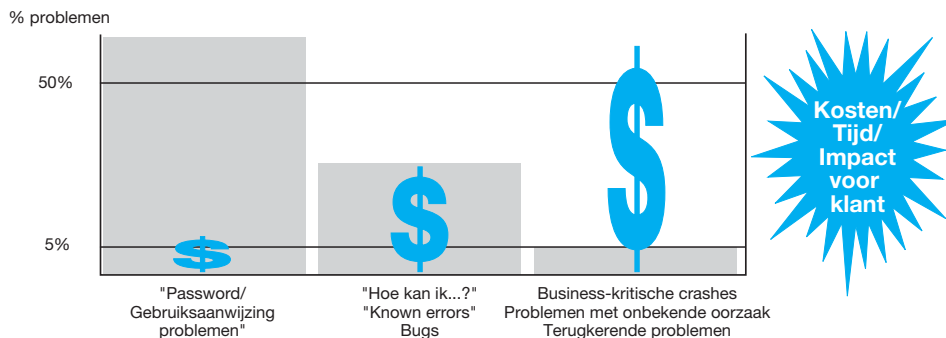 % problemen
50%
5%
$
$
$
"Password/
Gebruiksaanwijzing
problemen"
"Hoe kan ik...?"
"Known errors"
Bugs
Business-kritische crashes
Problemen met onbekende oorzaak
Terugkerende problemen
Kosten/
Tijd/
Impact
voor
klant